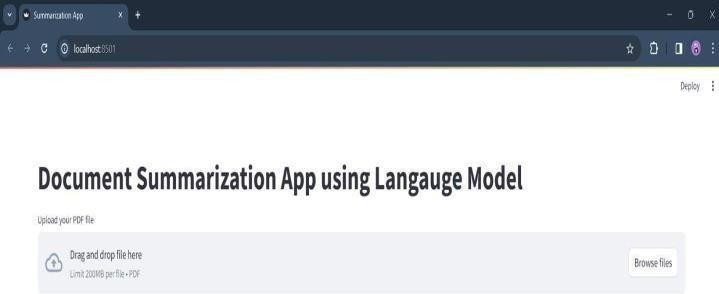 Summarization App
localhost:8501
Deploy
Document Summarization App using Langauge Model
Upload your PDF file
Drag and drop file here
Limit 200MB per file • PDF
Browse files